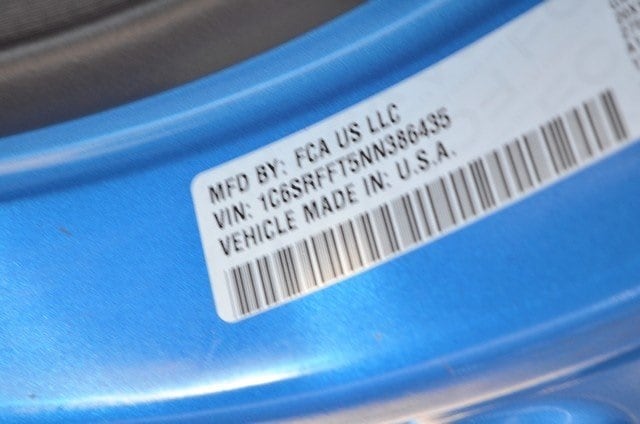 MFD BY: FCA US LLC
VIN: 1C6SRFFT5NN386435
VEHICLE MADE IN: U.S.A.